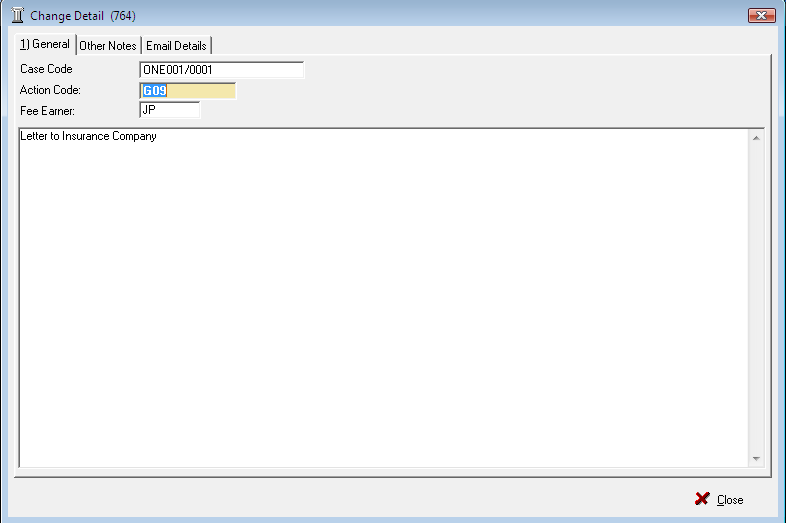 Change Detail (764)
1) General Other Notes Email Details
Case Code ONE001/0001
Action Code: G09
Fee Earner: JP
Letter to Insurance Company
Close